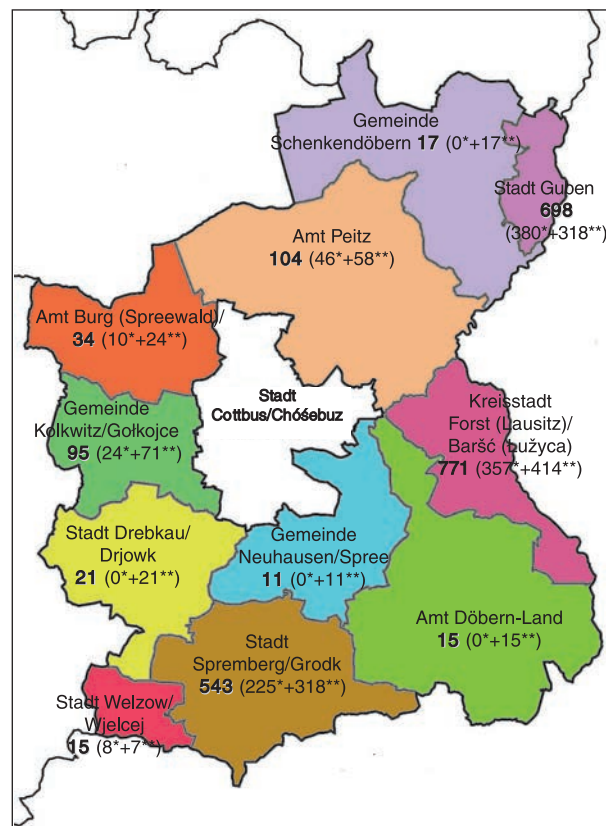 Gemeinde
Schenkendöbern 17 (0*+17**)
Stadt Guben
698
(380*+318**)
Amt Peitz
104 (46*+58**)
Amt Burg (Spreewald)/
34 (10*+24**)
Stadt
Cottbus/Chóśebuz
Gemeinde
Kolkwitz/Gołkojce
95 (24*+71**)
Kreisstadt
Forst (Lausitz)/
Baršć (Łužyca)
771 (357*+414**)
Stadt Drebkau/
Drjowk
21 (0*+21**)
Gemeinde
Neuhausen/Spree
11 (0*+11**)
Amt Döbern-Land
15 (0*+15**)
Stadt
Spremberg/Grodk
543 (225*+318**)
Stadt Welzow/
Wjelcej
15 (8*+7**)